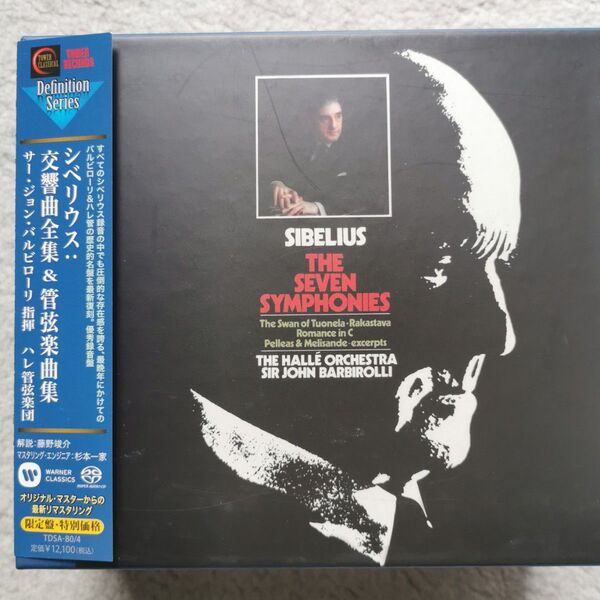 TOWER CLASSICAL
TOWER RECORDS
Definition
Series
すべてのシベリウス録音の中でも圧倒的な存在感を誇る、最晩年にかけての
バルビローリ&ハレ管の歴史的名盤を最新復刻。優秀録音盤
シベリウス:
交響曲全集&管弦楽曲集
サー・ジョン・バルビローリ 指揮 ハレ管弦楽団
解説:藤野竣介
マスタリング・エンジニア:杉本一家
WARNER
CLASSICS
SUPER AUDIO CD
オリジナル・マスターからの
最新リマスタリング
限定盤・特別価格
TDSA-80/4
定価¥12,100(税込)
SIBELIUS
THE
SEVEN
SYMPHONIES
The Swan of Tuonela·Rakastava
Romance in C
Pelleas & Melisande-excerpts
THE HALLÉ ORCHESTRA
SIR JOHN BARBIROLLI